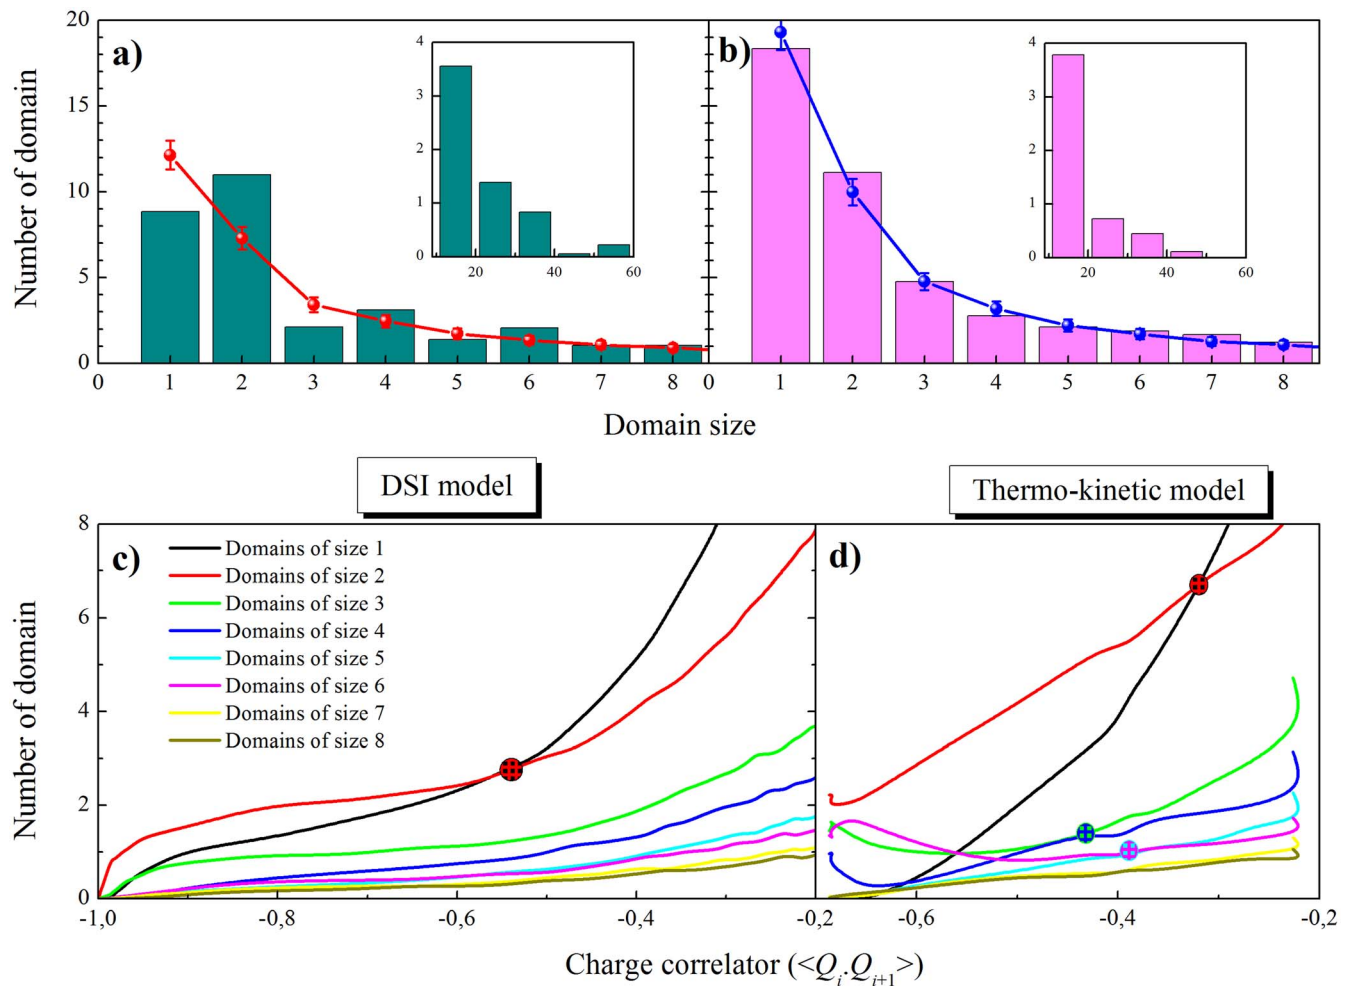 a)
b)
Number of domain
20
15
10
5
0
0 1 2 3 4 5 6 7 8 0 1 2 3 4 5 6 7 8
4
3
2
1
0
20 40 60
4
3
2
1
0
20 40 60
Domain size
DSI model
Thermo-kinetic model
c)
d)
Number of domain
8
6
4
2
0
Domains of size 1
Domains of size 2
Domains of size 3
Domains of size 4
Domains of size 5
Domains of size 6
Domains of size 7
Domains of size 8
-1,0 -0,8 -0,6 -0,4 -0,2 -0,6 -0,4 -0,2
Charge correlator (<Qi.Qi+1>)